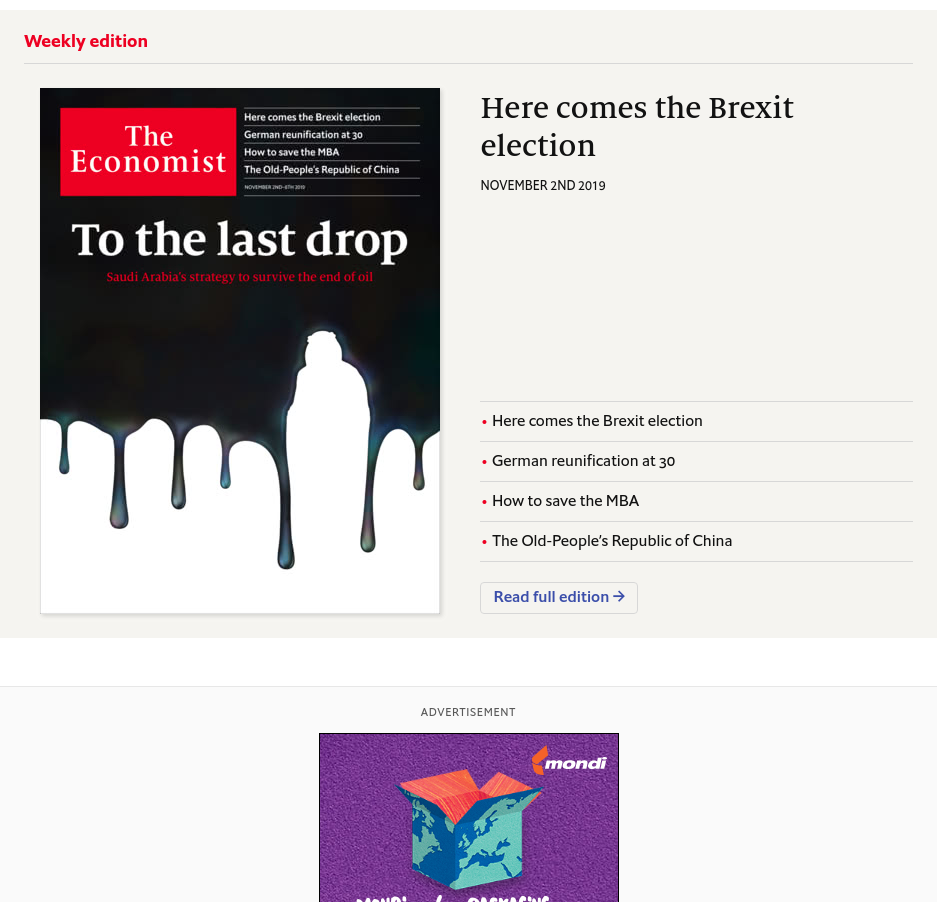 Weekly edition
The
Economist
Here comes the Brexit election
German reunification at 30
How to save the MBA
The Old-People's Republic of China
NOVEMBER 2ND–8TH 2019
To the last drop
Saudi Arabia's strategy to survive the end of oil
Here comes the Brexit
election
NOVEMBER 2ND 2019
• Here comes the Brexit election
• German reunification at 30
• How to save the MBA
• The Old-People's Republic of China
Read full edition →
ADVERTISEMENT
mondi